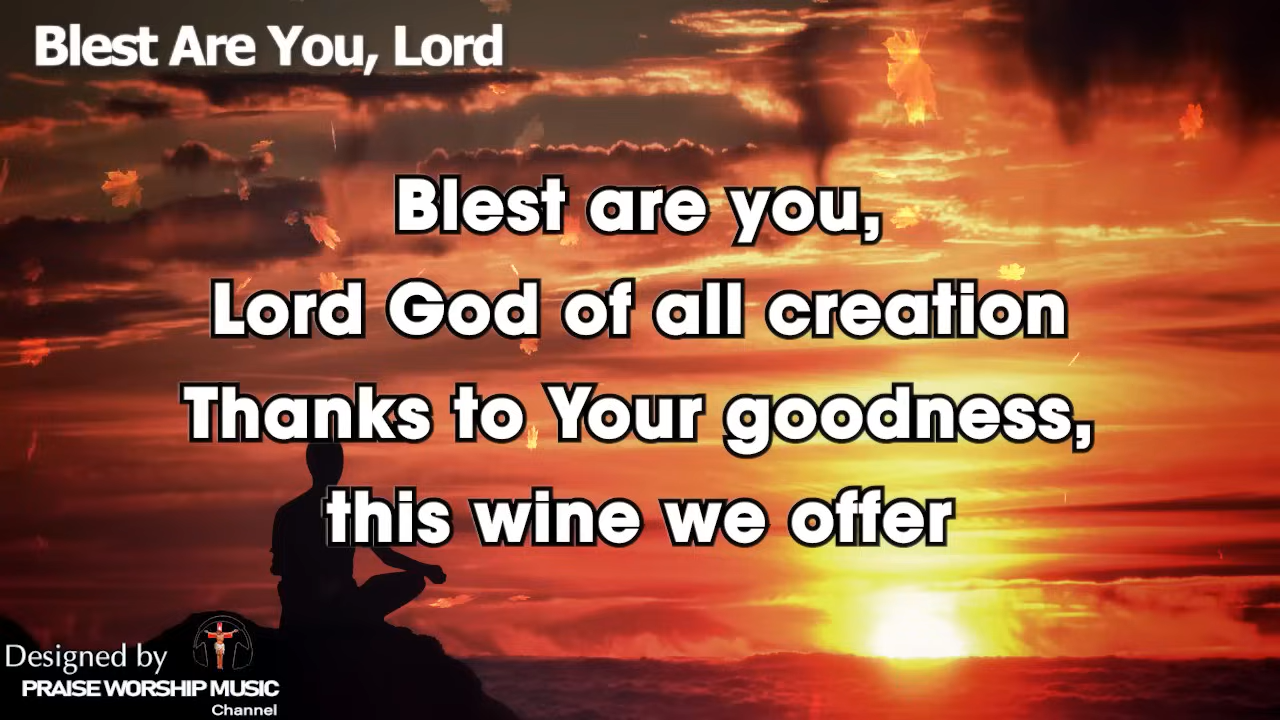 Blest Are You, Lord
Blest are you,
Lord God of all creation
Thanks to Your goodness,
this wine we offer
Designed by
PRAISE WORSHIP MUSIC
Channel